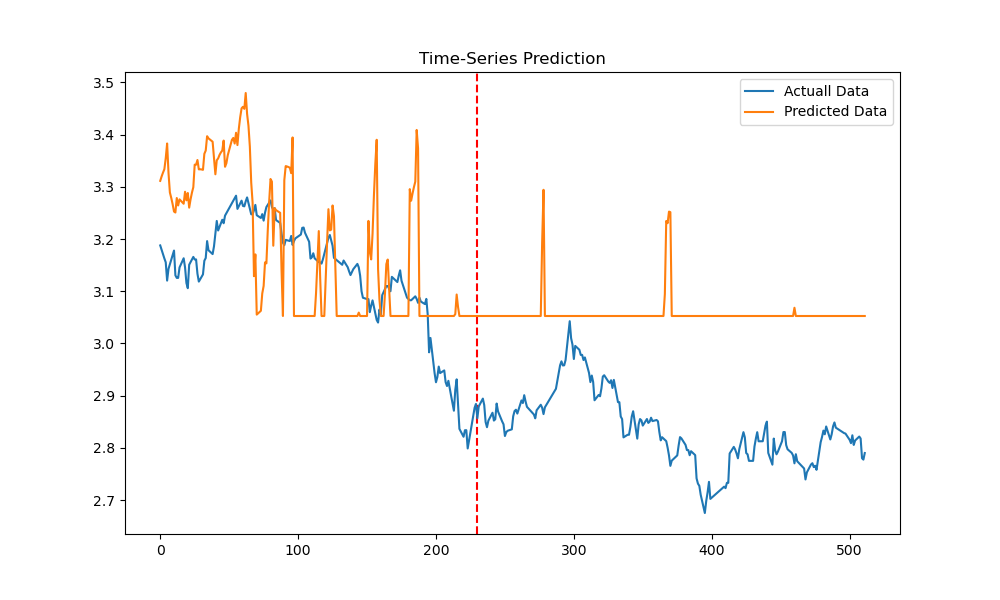 Time-Series Prediction
Actuall Data
Predicted Data
3.5
3.4
3.3
3.2
3.1
3.0
2.9
2.8
2.7
0 100 200 300 400 500